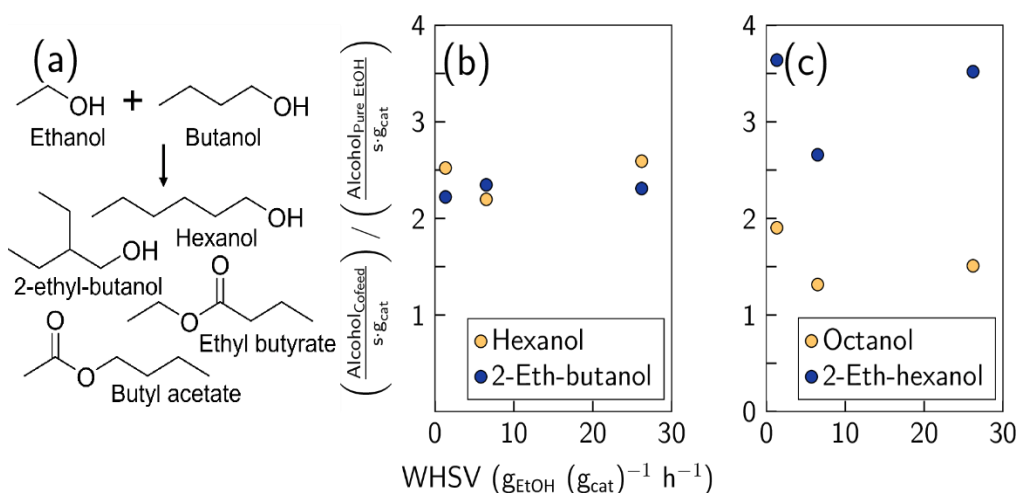 (a)
OH
+
OH
Ethanol
Butanol
OH
Hexanol
OH
2-ethyl-butanol
O
O
Ethyl butyrate
O
O
Butyl acetate
(Alcohol_Cofeed / s·g_cat) / (Alcohol_Pure EtOH / s·g_cat)
(b)
4
3
2
1
Hexanol
2-Eth-butanol
0 10 20 30
(c)
4
3
2
1
0
Octanol
2-Eth-hexanol
0 10 20 30
WHSV (g_EtOH (g_cat)⁻¹ h⁻¹)